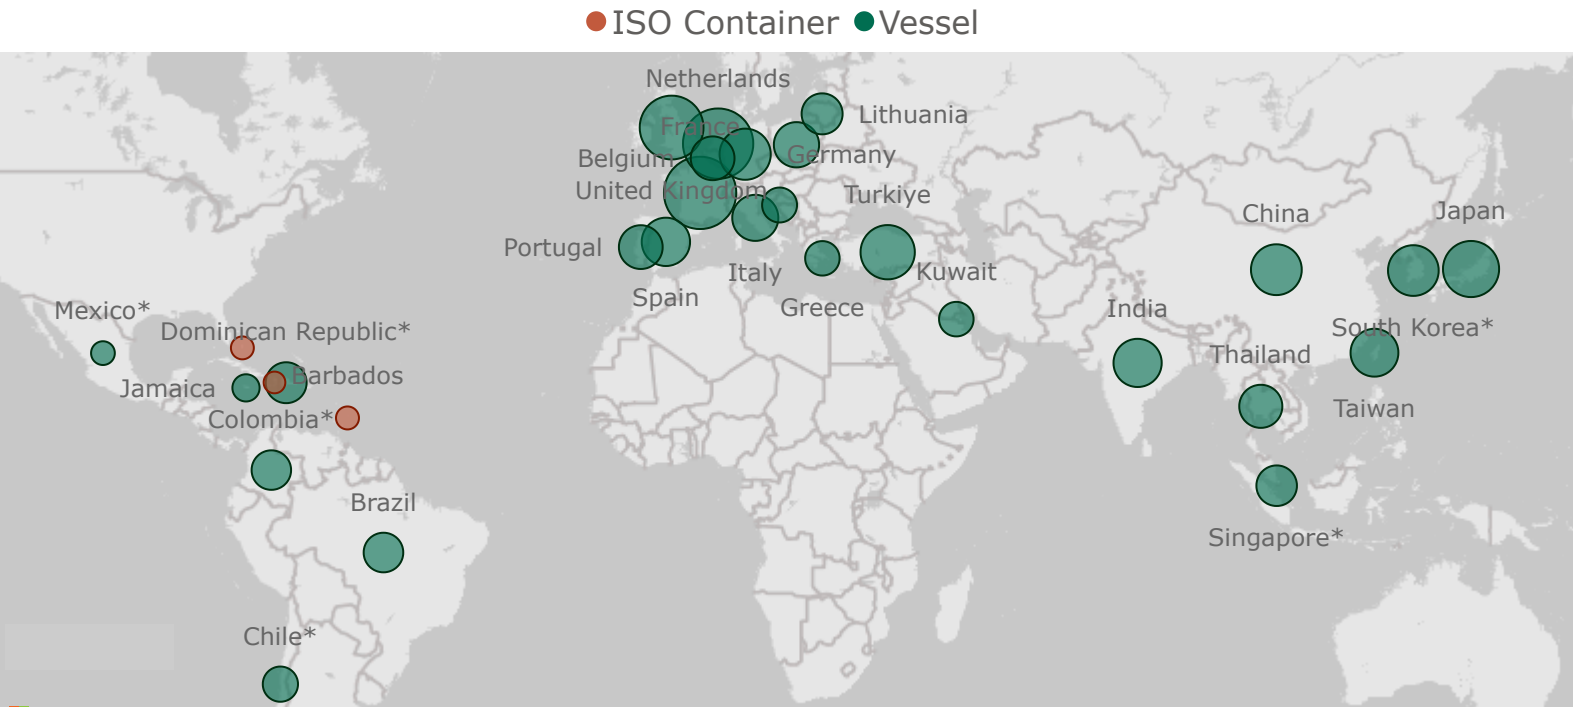 ISO Container Vessel
Netherlands
Lithuania
France
Belgium
Germany
United Kingdom
Turkiye
China
Japan
Portugal
Italy
Kuwait
Spain
Greece
India
Mexico*
Dominican Republic*
South Korea*
Thailand
Barbados
Jamaica
Taiwan
Colombia*
Brazil
Singapore*
Chile*